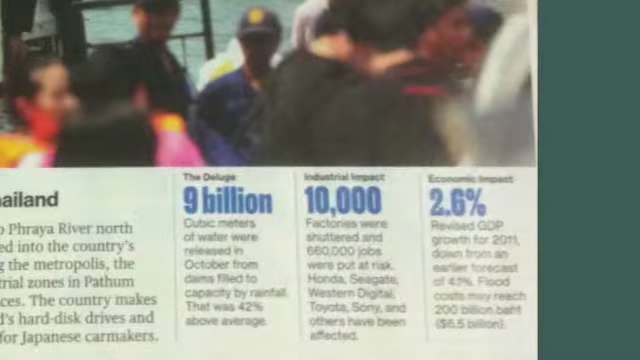 ailand
o Phraya River north
ed into the country's
g the metropolis, the
trial zones in Pathum
ces. The country makes
d's hard-disk drives and
for Japanese carmakers.
The Deluge
9 billion
Cubic meters
of water were
released in
October from
dams filled to
capacity by rainfall.
That was 42%
above average.
Industrial Impact
10,000
Factories were
shuttered and
660,000 jobs
were put at risk.
Honda, Seagate,
Western Digital,
Toyota, Sony, and
others have been
affected.
Economic Impact
2.6%
Revised GDP
growth for 2011,
down from an
earlier forecast
of 4.1%. Flood
costs may reach
200 billion baht
($6.5 billion).